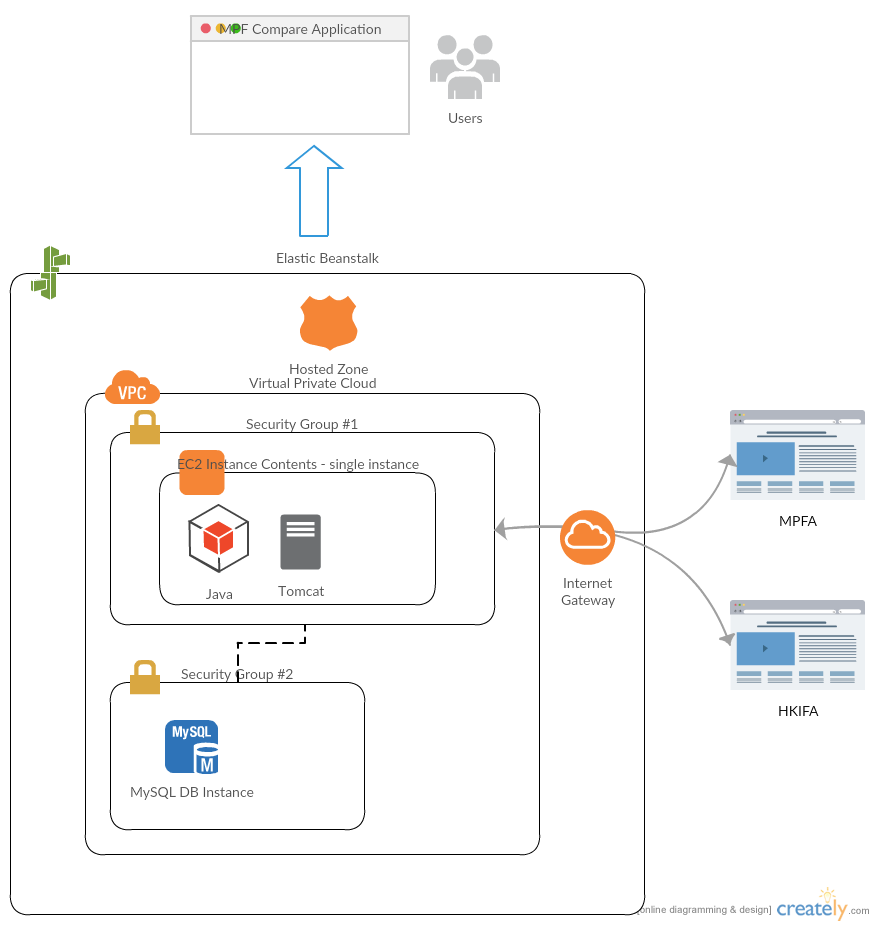 MPF Compare Application
Users
Elastic Beanstalk
Hosted Zone
Virtual Private Cloud
VPC
Security Group #1
EC2 Instance Contents - single instance
Java
Tomcat
Internet
Gateway
MPFA
HKIFA
Security Group #2
MySQL
M
MySQL DB Instance
[online diagramming & design] creately.com